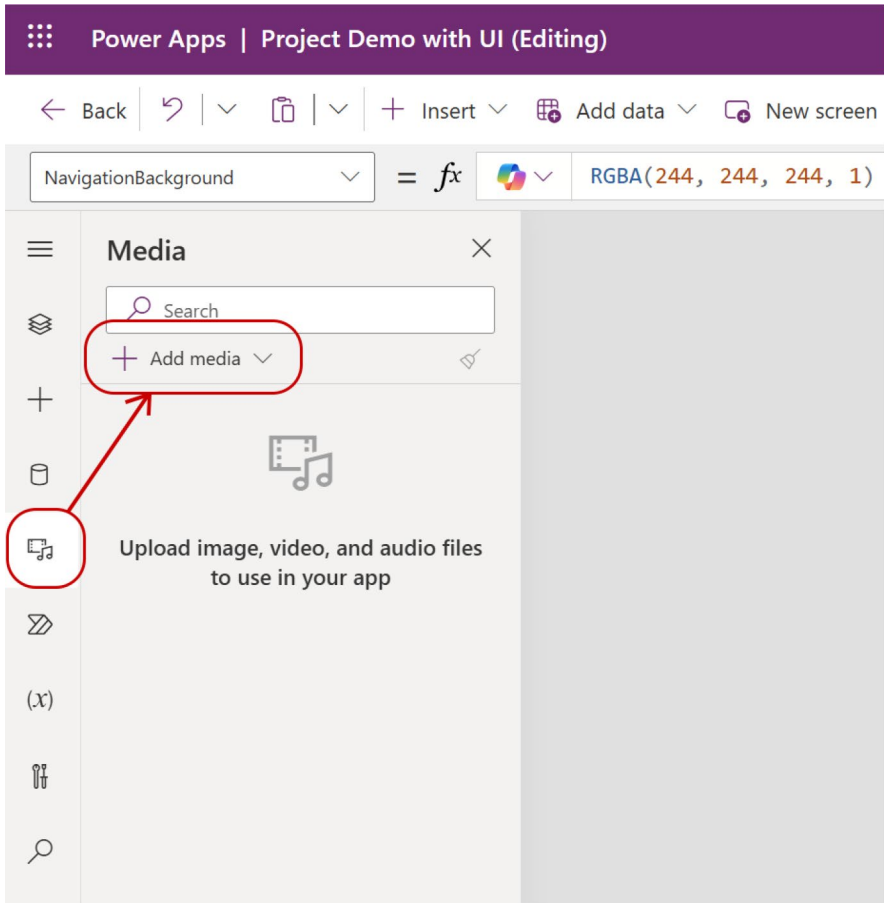 Power Apps | Project Demo with UI (Editing)
Back Insert Add data New screen
NavigationBackground = fx RGBA(244, 244, 244, 1)
Media
Search
Add media
Upload image, video, and audio files
to use in your app
(x)